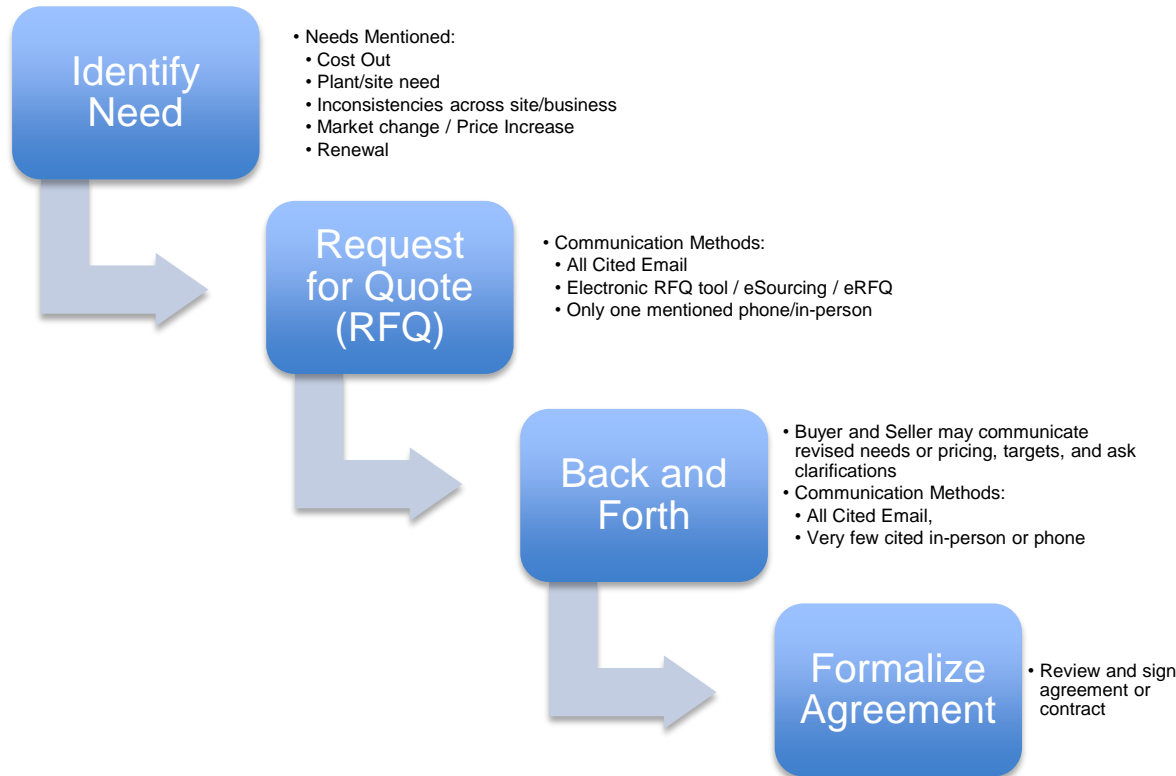 Identify
Need
• Needs Mentioned:
• Cost Out
• Plant/site need
• Inconsistencies across site/business
• Market change / Price Increase
• Renewal
Request
for Quote
(RFQ)
• Communication Methods:
• All Cited Email
• Electronic RFQ tool / eSourcing / eRFQ
• Only one mentioned phone/in-person
Back and
Forth
• Buyer and Seller may communicate
revised needs or pricing, targets, and ask
clarifications
• Communication Methods:
• All Cited Email,
• Very few cited in-person or phone
Formalize
Agreement
• Review and sign
agreement or
contract